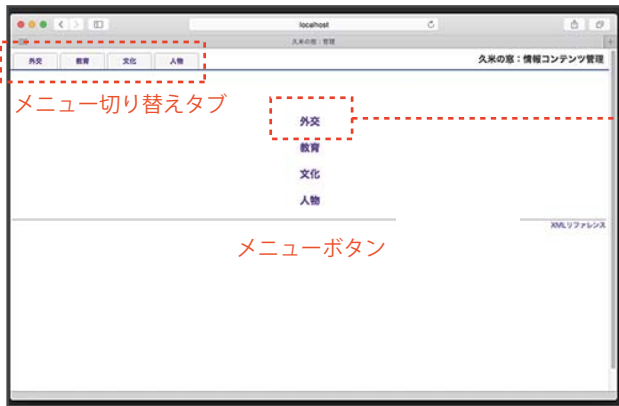 localhost
久米の窓：管理
外交 教育 文化 人物
久米の窓：情報コンテンツ管理
メニュー切り替えタブ
外交
教育
文化
人物
XMLリファレンス
メニューボタン